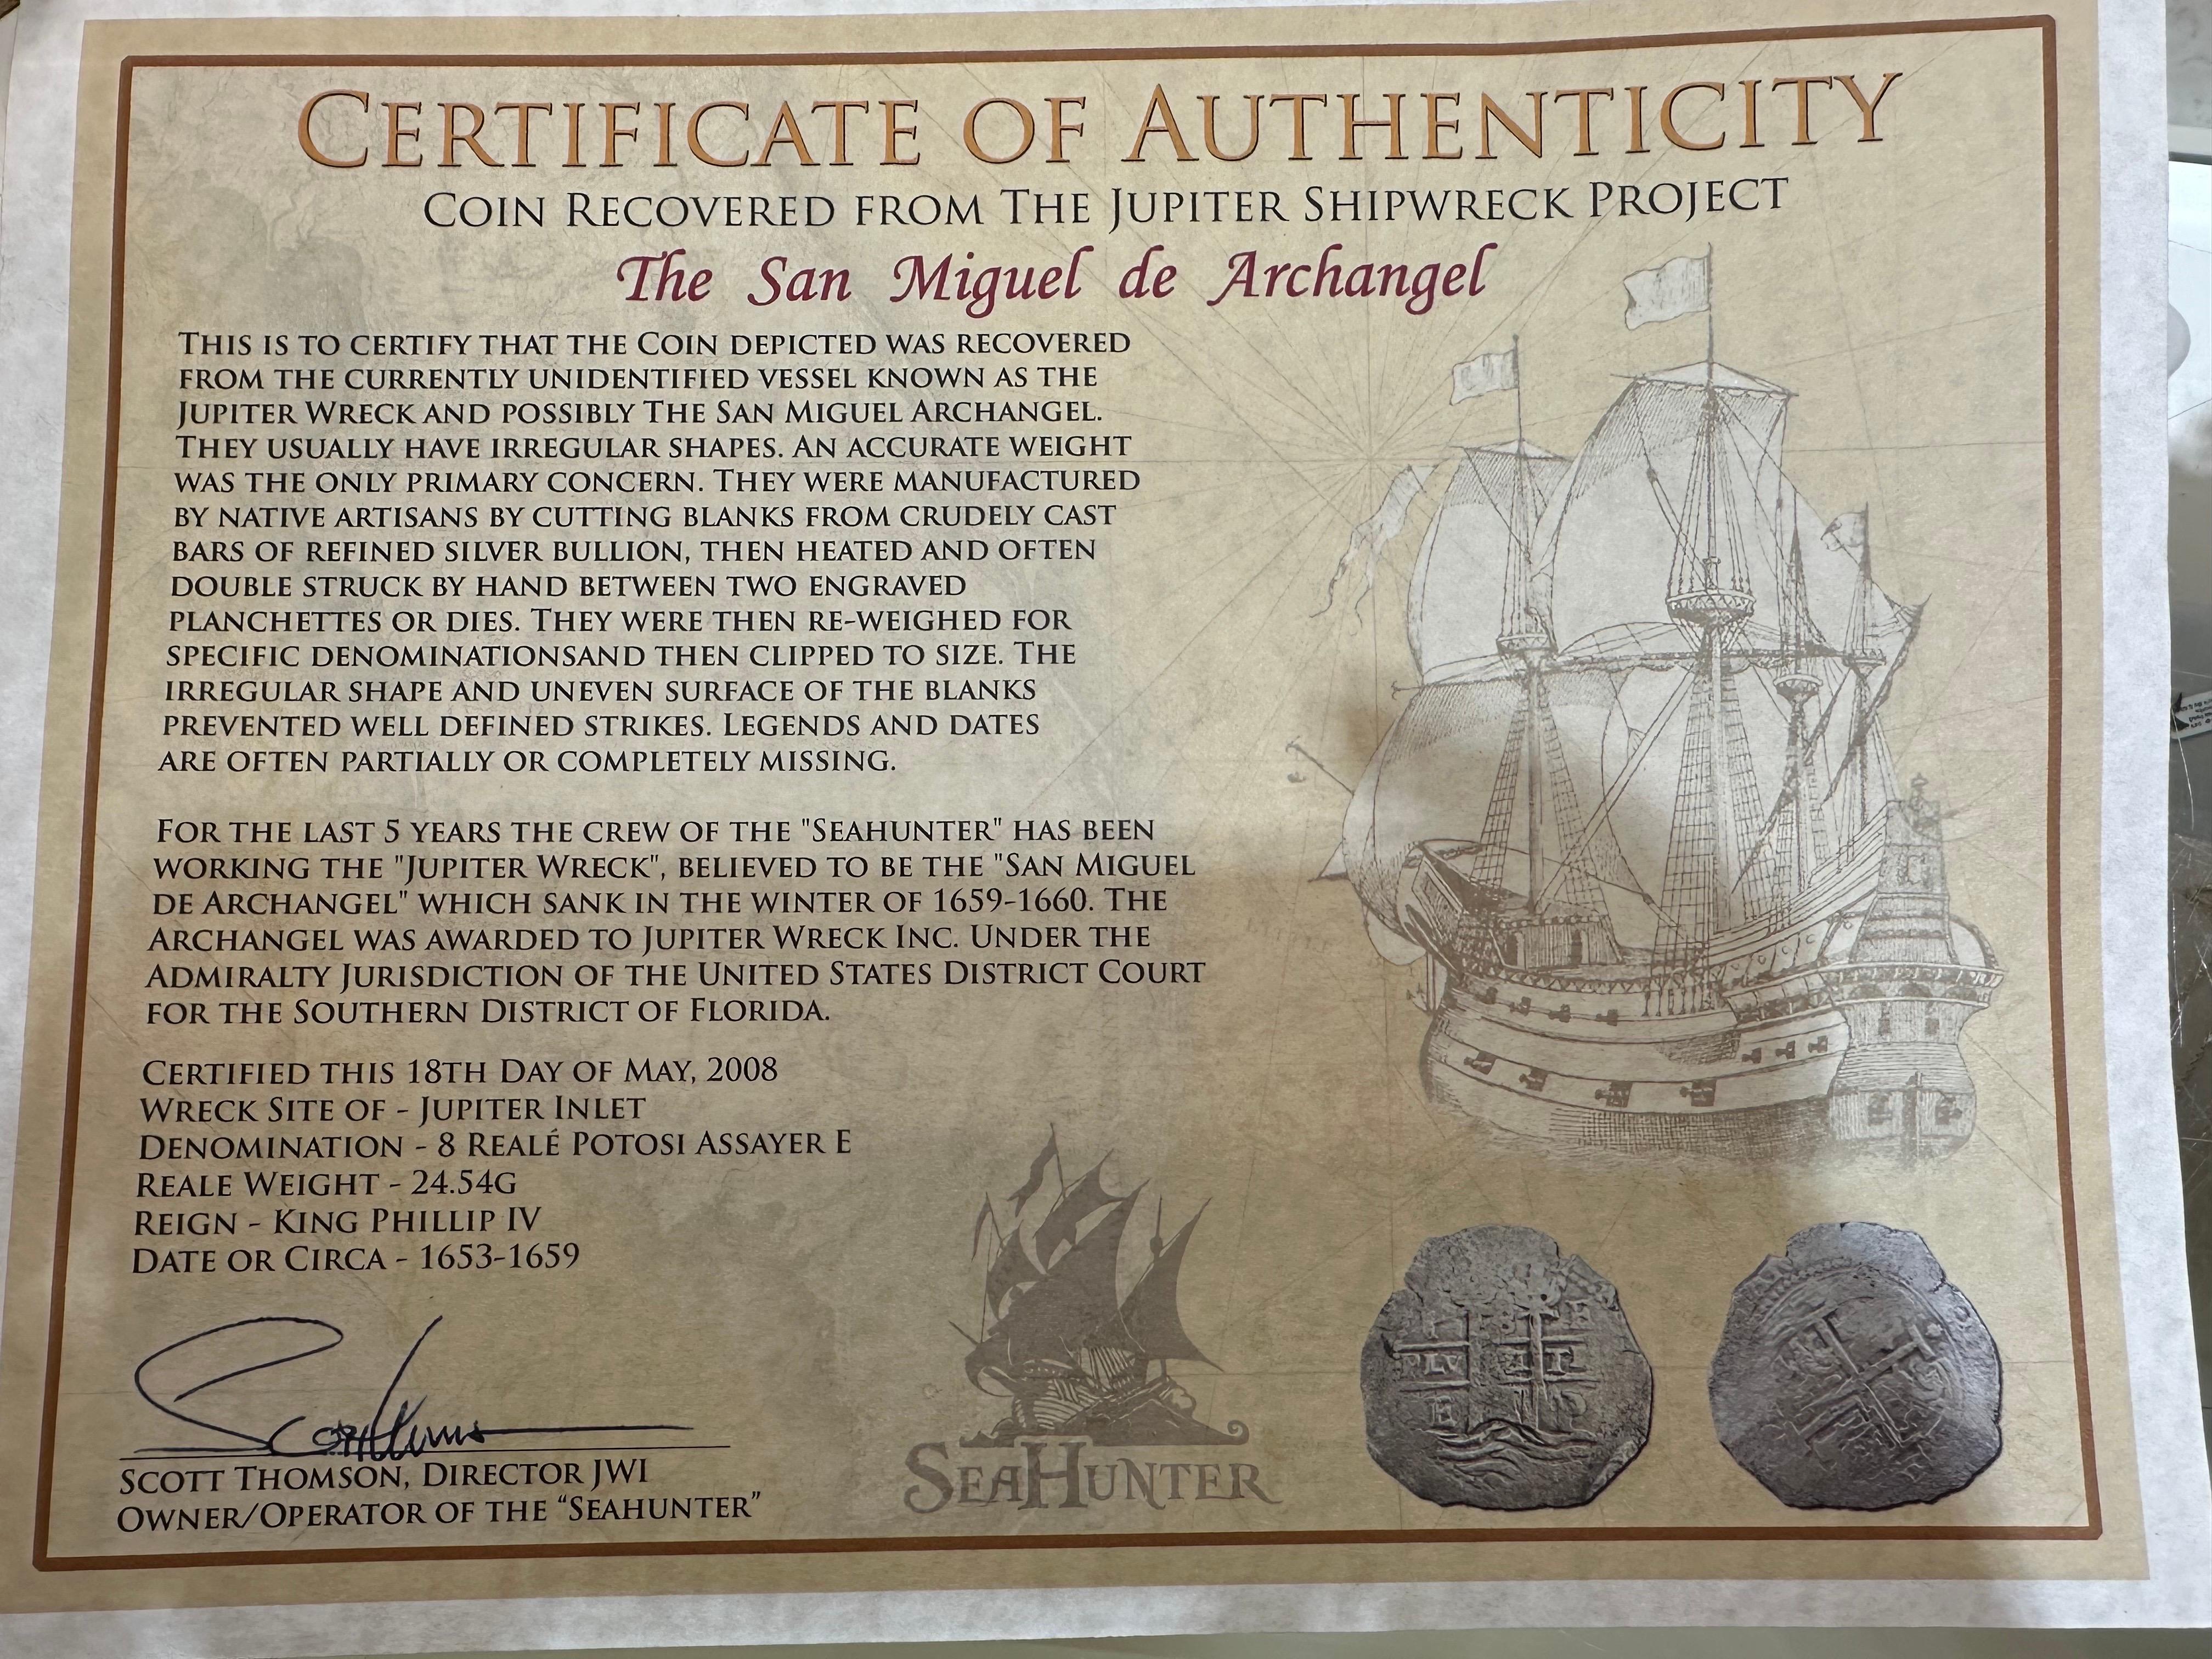 CERTIFICATE OF AUTHENTICITY
COIN RECOVERED FROM THE JUPITER SHIPWRECK PROJECT
The San Miguel de Archangel
THIS IS TO CERTIFY THAT THE COIN DEPICTED WAS RECOVERED
FROM THE CURRENTLY UNIDENTIFIED VESSEL KNOWN AS THE
JUPITER WRECK AND POSSIBLY THE SAN MIGUEL ARCHANGEL.
THEY USUALLY HAVE IRREGULAR SHAPES. AN ACCURATE WEIGHT
WAS THE ONLY PRIMARY CONCERN. THEY WERE MANUFACTURED
BY NATIVE ARTISANS BY CUTTING BLANKS FROM CRUDELY CAST
BARS OF REFINED SILVER BULLION, THEN HEATED AND OFTEN
DOUBLE STRUCK BY HAND BETWEEN TWO ENGRAVED
PLANCHETTES OR DIES. THEY WERE THEN RE-WEIGHED FOR
SPECIFIC DENOMINATIONSAND THEN CLIPPED TO SIZE. THE
IRREGULAR SHAPE AND UNEVEN SURFACE OF THE BLANKS
PREVENTED WELL DEFINED STRIKES. LEGENDS AND DATES
ARE OFTEN PARTIALLY OR COMPLETELY MISSING.
FOR THE LAST 5 YEARS THE CREW OF THE "SEAHUNTER" HAS BEEN
WORKING THE "JUPITER WRECK", BELIEVED TO BE THE "SAN MIGUEL
DE ARCHANGEL" WHICH SANK IN THE WINTER OF 1659-1660. THE
ARCHANGEL WAS AWARDED TO JUPITER WRECK INC. UNDER THE
ADMIRALTY JURISDICTION OF THE UNITED STATES DISTRICT COURT
FOR THE SOUTHERN DISTRICT OF FLORIDA.
CERTIFIED THIS 18TH DAY OF MAY, 2008
WRECK SITE OF - JUPITER INLET
DENOMINATION - 8 REALÉ POTOSI ASSAYER E
REALE WEIGHT - 24.54G
REIGN - KING PHILLIP IV
DATE OR CIRCA - 1653-1659
SCOTT THOMSON, DIRECTOR JWI
OWNER/OPERATOR OF THE “SEAHUNTER”
SEAHUNTER
8 E
PLV
E